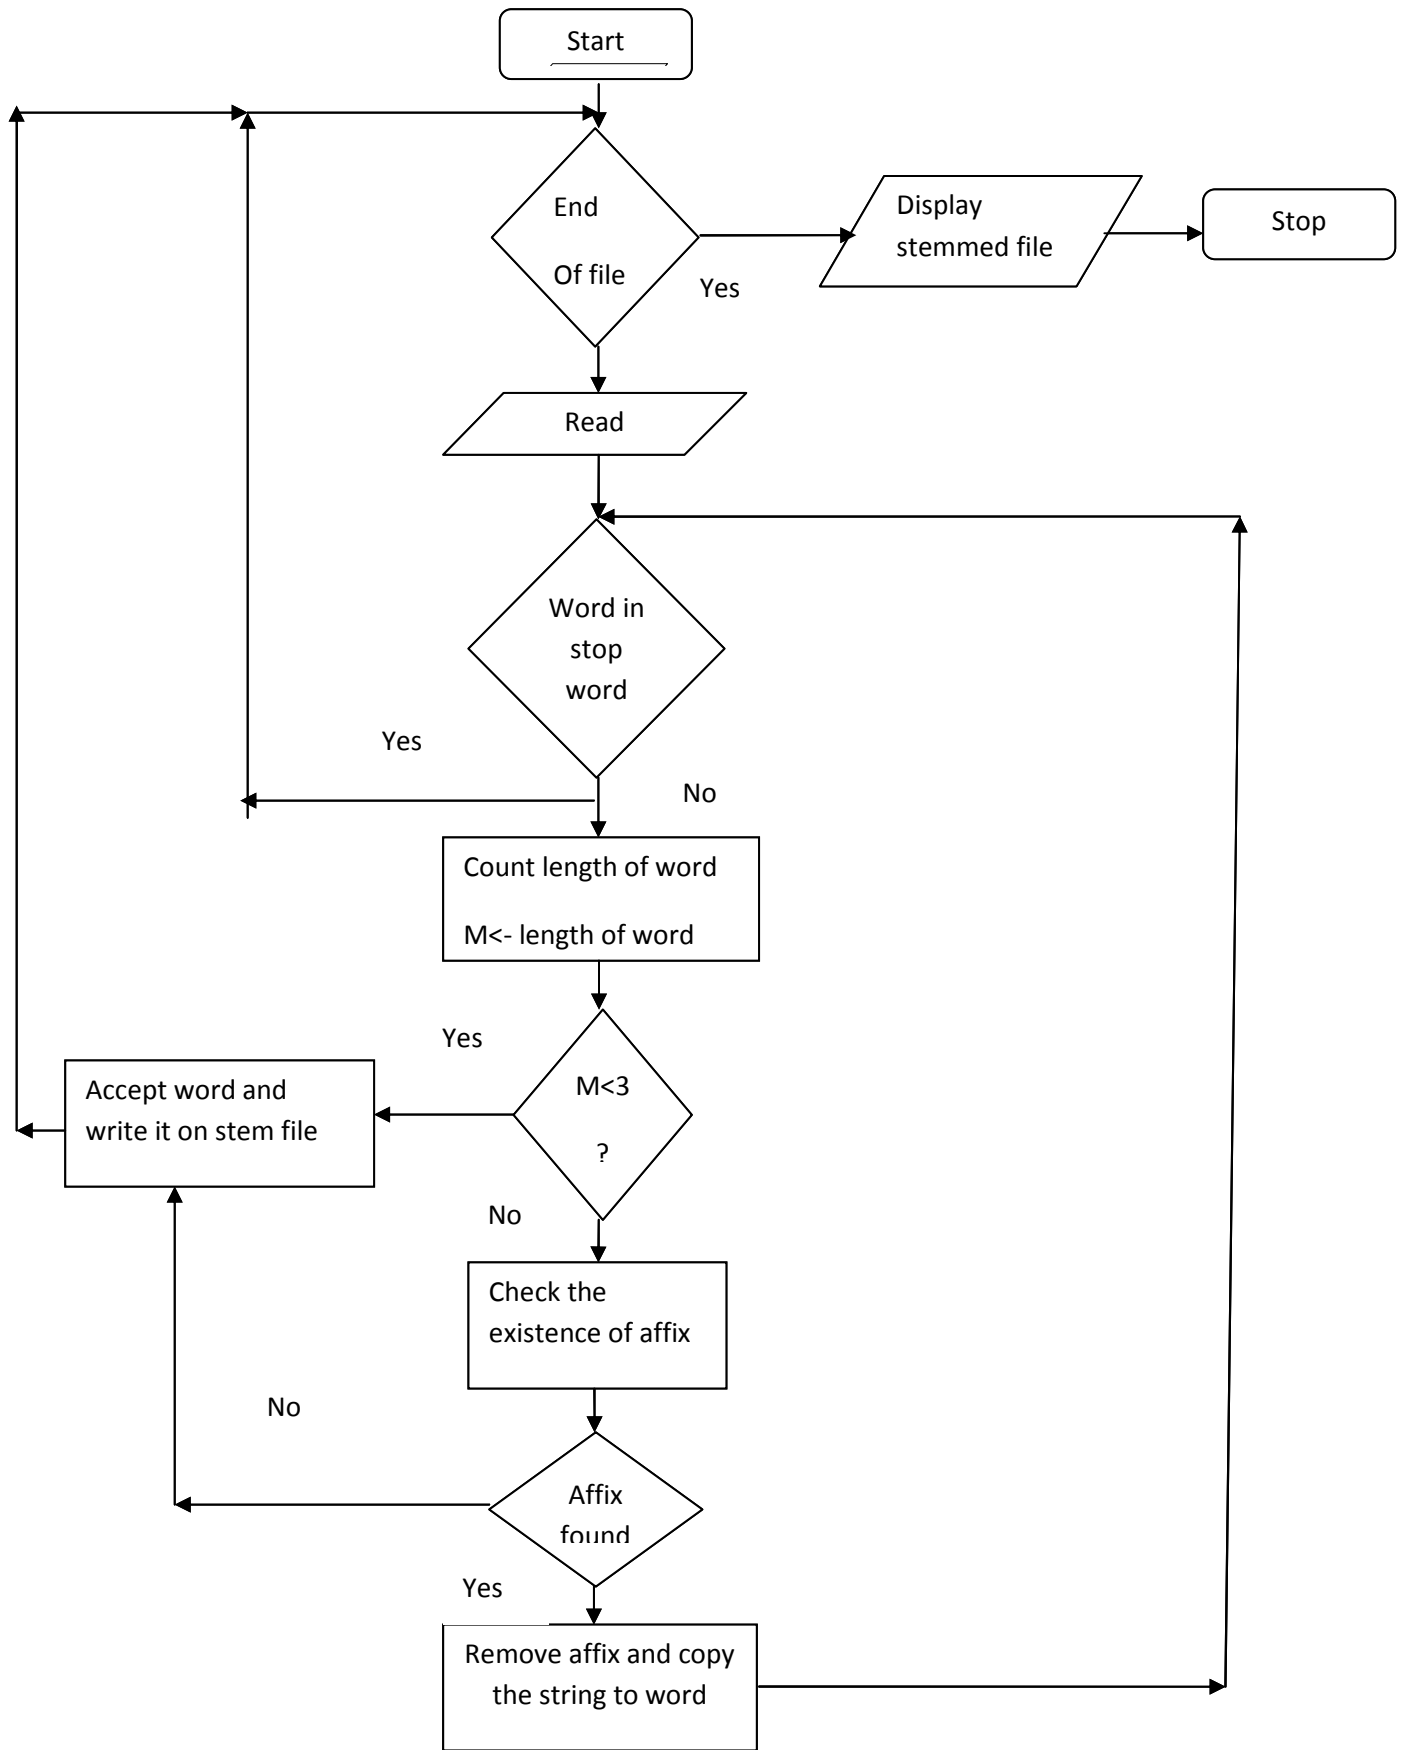 Start
End
Of file
Display
stemmed file
Stop
Yes
Read
Word in
stop
word
Yes
No
Count length of word
M<- length of word
Yes
M<3
?
Accept word and
write it on stem file
No
Check the
existence of affix
No
Affix
found
Yes
Remove affix and copy
the string to word